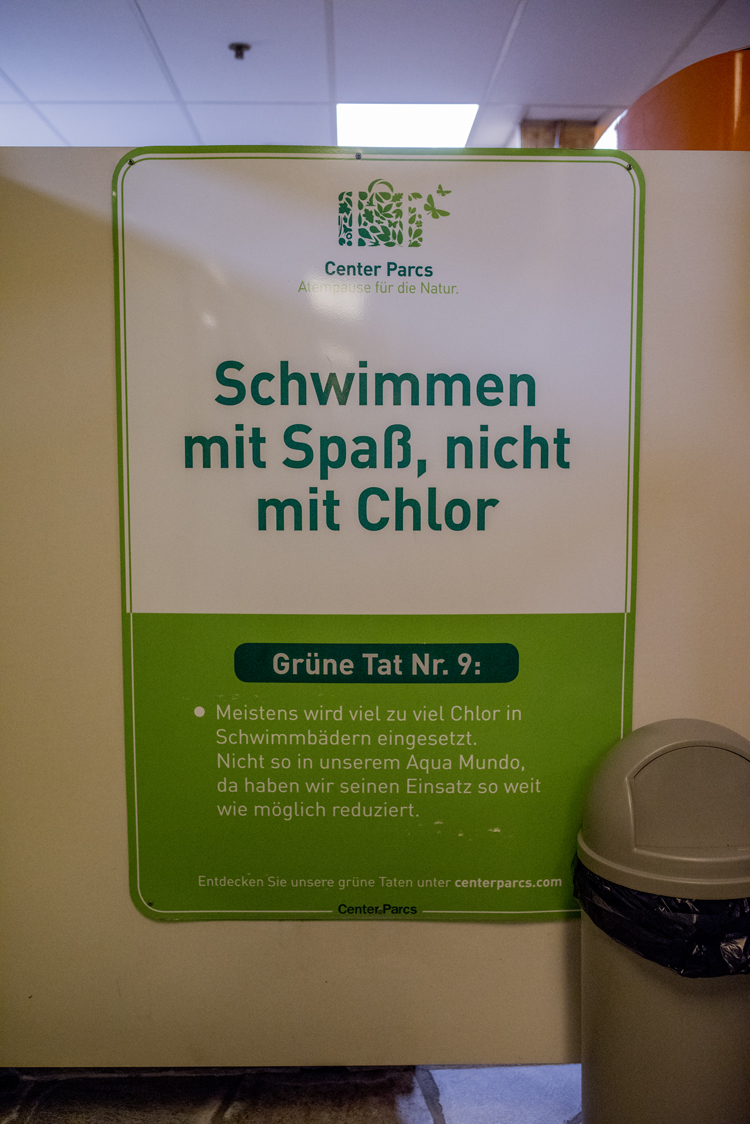 Center Parcs
Atempause für die Natur.
Schwimmen
mit Spaß, nicht
mit Chlor
Grüne Tat Nr. 9:
● Meistens wird viel zu viel Chlor in
Schwimmbädern eingesetzt.
Nicht so in unserem Aqua Mundo,
da haben wir seinen Einsatz so weit
wie möglich reduziert.
Entdecken Sie unsere grüne Taten unter centerparcs.com
Center Parcs